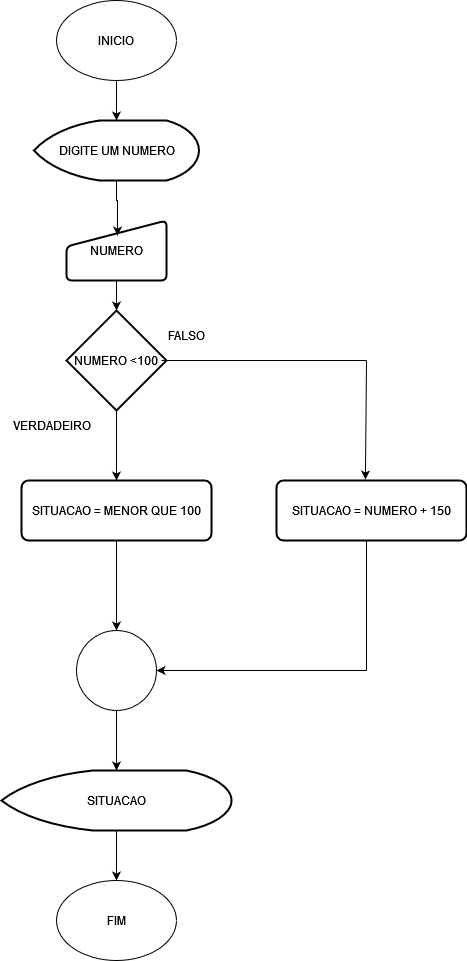 INICIO
DIGITE UM NUMERO
NUMERO
NUMERO <100
FALSO
VERDADEIRO
SITUACAO = MENOR QUE 100
SITUACAO = NUMERO + 150
SITUACAO
FIM